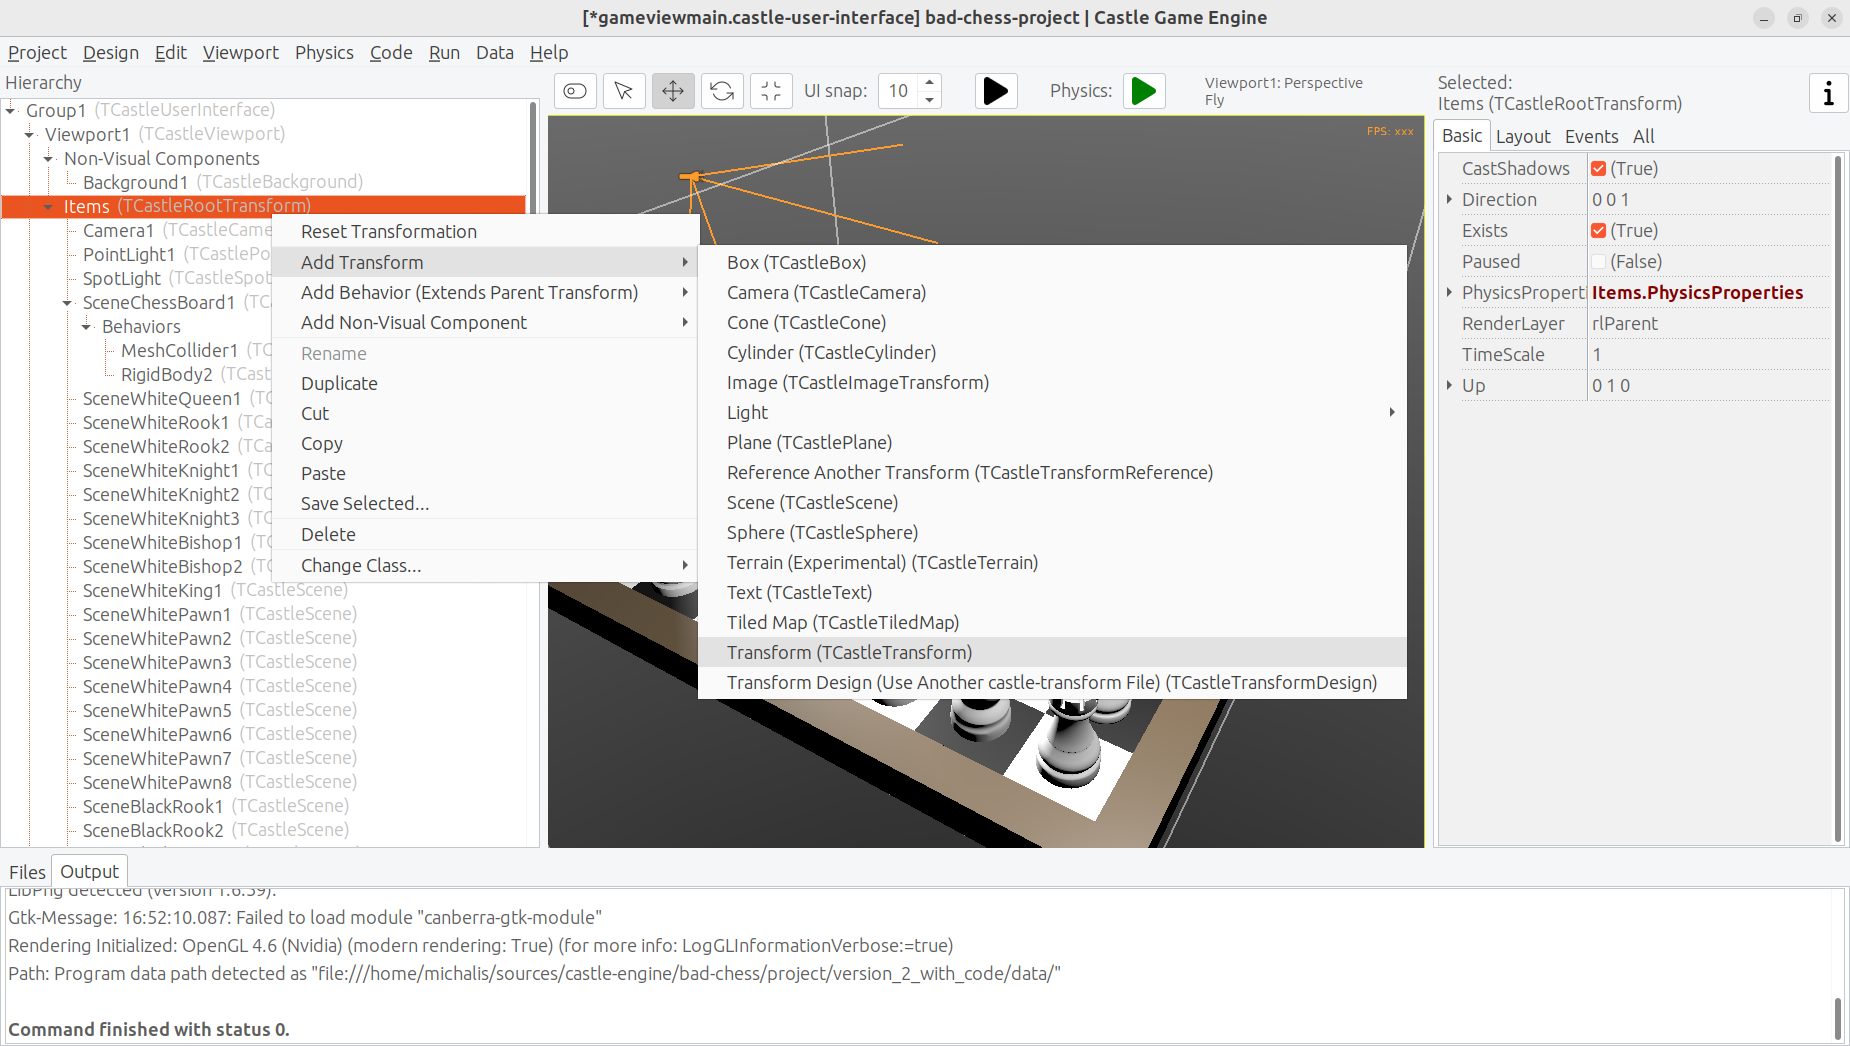 [*gameviewmain.castle-user-interface] bad-chess-project | Castle Game Engine
Project Design Edit Viewport Physics Code Run Data Help
Hierarchy
Group1 (TCastleUserInterface)
Viewport1 (TCastleViewport)
Non-Visual Components
Background1 (TCastleBackground)
Items (TCastleRootTransform)
Camera1 (TCastleCame
PointLight1 (TCastlePo
SpotLight (TCastleSpot
SceneChessBoard1 (TC
Behaviors
MeshCollider1 (TC
RigidBody2 (TCast
SceneWhiteQueen1 (TC
SceneWhiteRook1 (TCa
SceneWhiteRook2 (TCa
SceneWhiteKnight1 (TC
SceneWhiteKnight2 (TC
SceneWhiteKnight3 (TC
SceneWhiteBishop1 (TC
SceneWhiteBishop2 (TC
SceneWhiteKing1 (TCastleScene)
SceneWhitePawn1 (TCastleScene)
SceneWhitePawn2 (TCastleScene)
SceneWhitePawn3 (TCastleScene)
SceneWhitePawn4 (TCastleScene)
SceneWhitePawn5 (TCastleScene)
SceneWhitePawn6 (TCastleScene)
SceneWhitePawn7 (TCastleScene)
SceneWhitePawn8 (TCastleScene)
SceneBlackRook1 (TCastleScene)
SceneBlackRook2 (TCastleScene)
Reset Transformation
Add Transform
Add Behavior (Extends Parent Transform)
Add Non-Visual Component
Rename
Duplicate
Cut
Copy
Paste
Save Selected...
Delete
Change Class...
UI snap: 10
Physics:
Viewport1: Perspective
Fly
FPS: xxx
Box (TCastleBox)
Camera (TCastleCamera)
Cone (TCastleCone)
Cylinder (TCastleCylinder)
Image (TCastleImageTransform)
Light
Plane (TCastlePlane)
Reference Another Transform (TCastleTransformReference)
Scene (TCastleScene)
Sphere (TCastleSphere)
Terrain (Experimental) (TCastleTerrain)
Text (TCastleText)
Tiled Map (TCastleTiledMap)
Transform (TCastleTransform)
Transform Design (Use Another castle-transform File) (TCastleTransformDesign)
Selected:
Items (TCastleRootTransform)
Basic Layout Events All
CastShadows (True)
Direction 0 0 1
Exists (True)
Paused (False)
PhysicsProperti Items.PhysicsProperties
RenderLayer rlParent
TimeScale 1
Up 0 1 0
Files Output
LibPng detected (version 1.6.39).
Gtk-Message: 16:52:10.087: Failed to load module "canberra-gtk-module"
Rendering Initialized: OpenGL 4.6 (Nvidia) (modern rendering: True) (for more info: LogGLInformationVerbose:=true)
Path: Program data path detected as "file:///home/michalis/sources/castle-engine/bad-chess/project/version_2_with_code/data/"
Command finished with status 0.